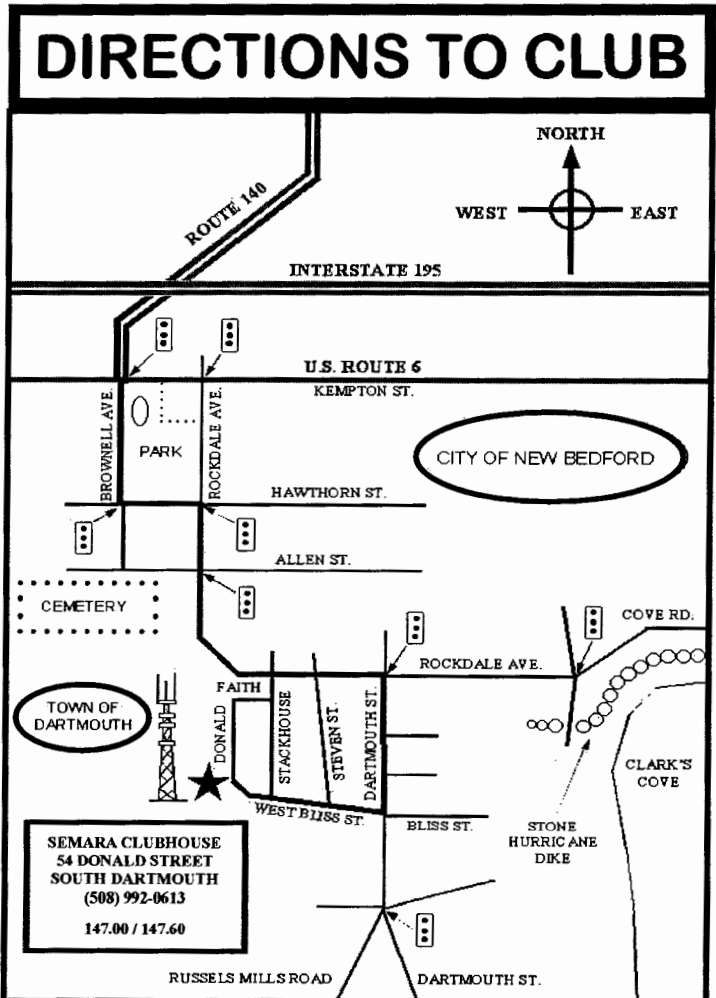 DIRECTIONS TO CLUB
NORTH
WEST
EAST
ROUTE 140
INTERSTATE 195
U.S. ROUTE 6
KEMPTON ST.
BROWNELL AVE.
PARK
ROCKDALE AVE.
CITY OF NEW BEDFORD
HAWTHORN ST.
ALLEN ST.
CEMETERY
COVE RD.
ROCKDALE AVE.
FAITH
TOWN OF
DARTMOUTH
DONALD
STACKHOUSE
STEVEN ST.
DARTMOUTH ST.
CLARK'S
COVE
WEST BLISS ST.
BLISS ST.
STONE
HURRICANE
DIKE
SEMARA CLUBHOUSE
54 DONALD STREET
SOUTH DARTMOUTH
(508) 992-0613
147.00 / 147.60
RUSSELS MILLS ROAD
DARTMOUTH ST.